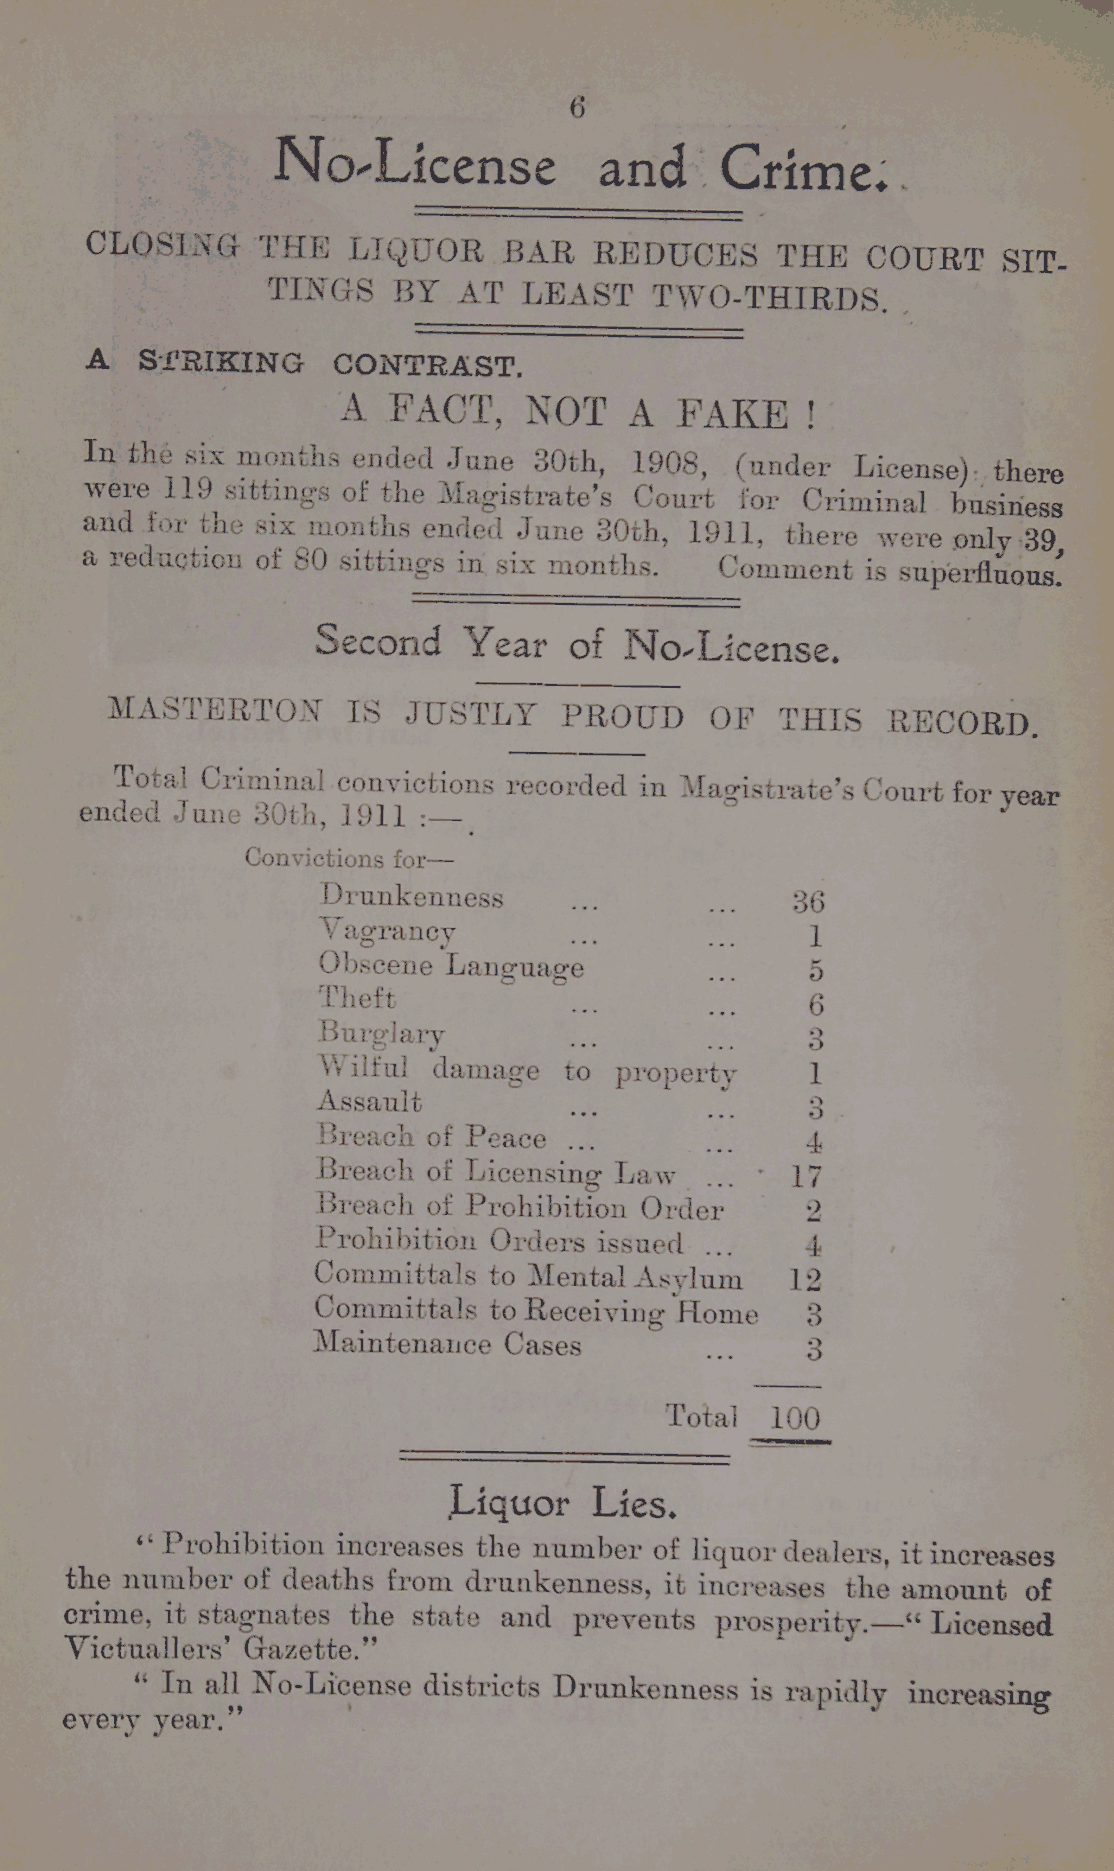 6
No-License and Crime.
CLOSING THE LIQUOR BAR REDUCES THE COURT SIT-
TINGS BY AT LEAST TWO-THIRDS.
A STRIKING CONTRAST.
A FACT, NOT A FAKE !
In the six months ended June 30th, 1908, (under License) there
were 119 sittings of the Magistrate's Court for Criminal business
and for the six months ended June 30th, 1911, there were only 39,
a reduction of 80 sittings in six months. Comment is superfluous.
Second Year of No-License.
MASTERTON IS JUSTLY PROUD OF THIS RECORD.
Total Criminal convictions recorded in Magistrate's Court for year
ended June 30th, 1911 :—
Convictions for—
Drunkenness ... ... 36
Vagrancy ... ... 1
Obscene Language ... 5
Theft ... ... 6
Burglary ... ... 3
Wilful damage to property 1
Assault ... ... 3
Breach of Peace ... ... 4
Breach of Licensing Law ... 17
Breach of Prohibition Order 2
Prohibition Orders issued ... 4
Committals to Mental Asylum 12
Committals to Receiving Home 3
Maintenance Cases ... 3
Total 100
Liquor Lies.
“ Prohibition increases the number of liquor dealers, it increases
the number of deaths from drunkenness, it increases the amount of
crime, it stagnates the state and prevents prosperity.—“ Licensed
Victuallers' Gazette.”
“ In all No-License districts Drunkenness is rapidly increasing
every year.”